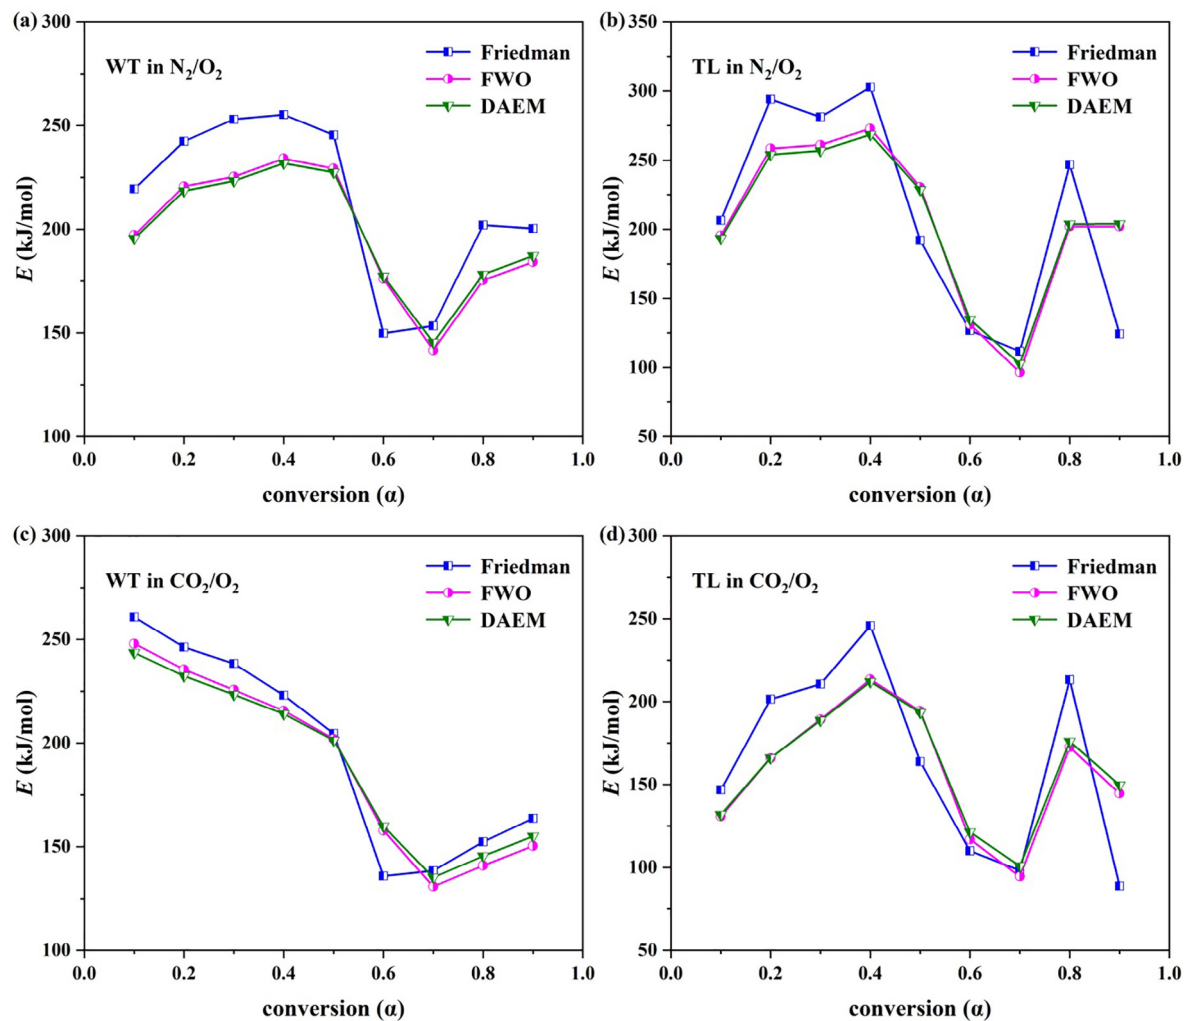 (a)
300
250
200
150
100
E (kJ/mol)
WT in N2/O2
Friedman
FWO
DAEM
0.0 0.2 0.4 0.6 0.8 1.0
conversion (α)
(b)
350
300
250
200
150
100
50
E (kJ/mol)
TL in N2/O2
Friedman
FWO
DAEM
0.0 0.2 0.4 0.6 0.8 1.0
conversion (α)
(c)
300
250
200
150
100
E (kJ/mol)
WT in CO2/O2
Friedman
FWO
DAEM
0.0 0.2 0.4 0.6 0.8 1.0
conversion (α)
(d)
300
250
200
150
100
50
E (kJ/mol)
TL in CO2/O2
Friedman
FWO
DAEM
0.0 0.2 0.4 0.6 0.8 1.0
conversion (α)